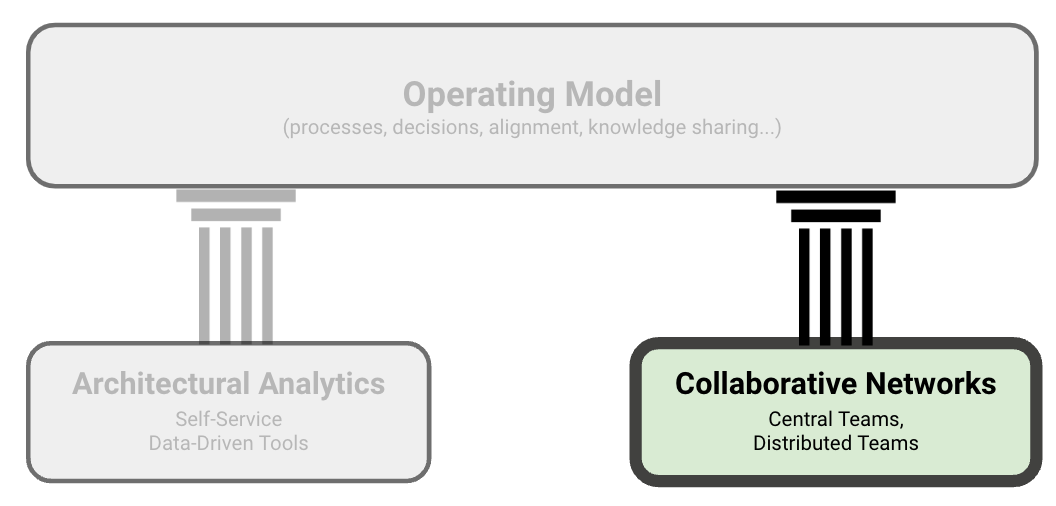 Operating Model
(processes, decisions, alignment, knowledge sharing...)
Architectural Analytics
Self-Service
Data-Driven Tools
Collaborative Networks
Central Teams,
Distributed Teams